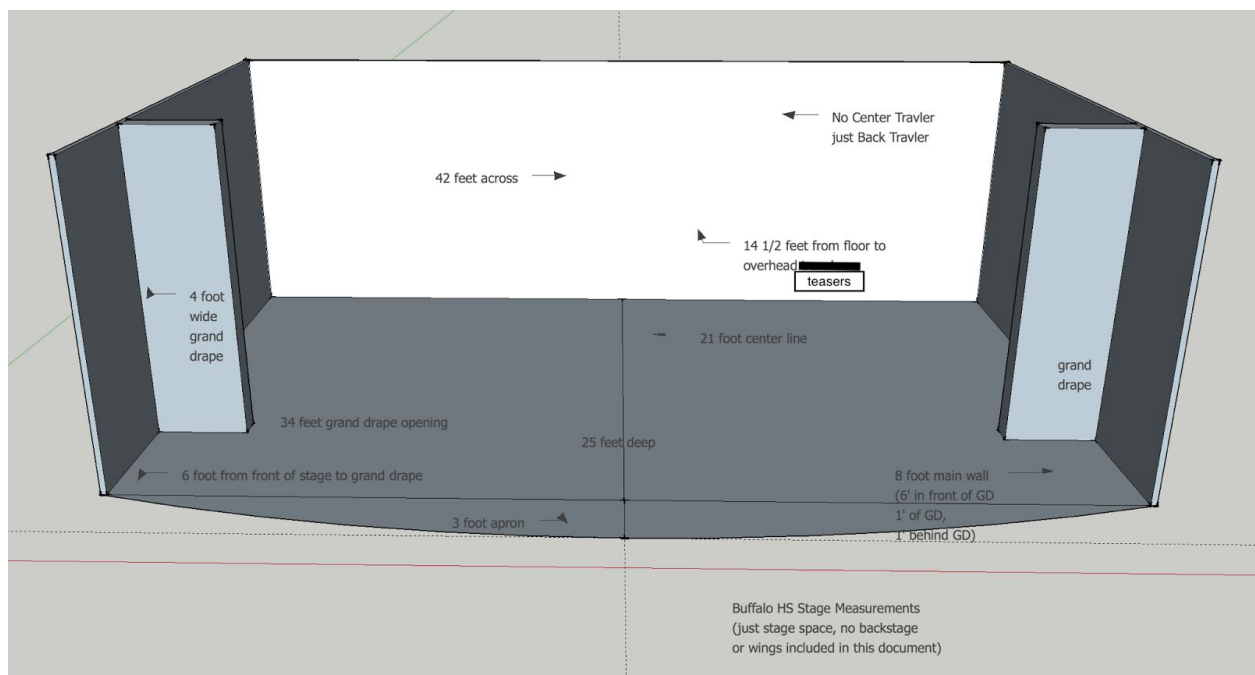 No Center Travler
just Back Travler
42 feet across
14 1/2 feet from floor to
overhead
teasers
4 foot
wide
grand
drape
21 foot center line
grand
drape
34 feet grand drape opening
25 feet deep
6 foot from front of stage to grand drape
8 foot main wall
(6' in front of GD
1' of GD,
1' behind GD)
3 foot apron
Buffalo HS Stage Measurements
(just stage space, no backstage
or wings included in this document)